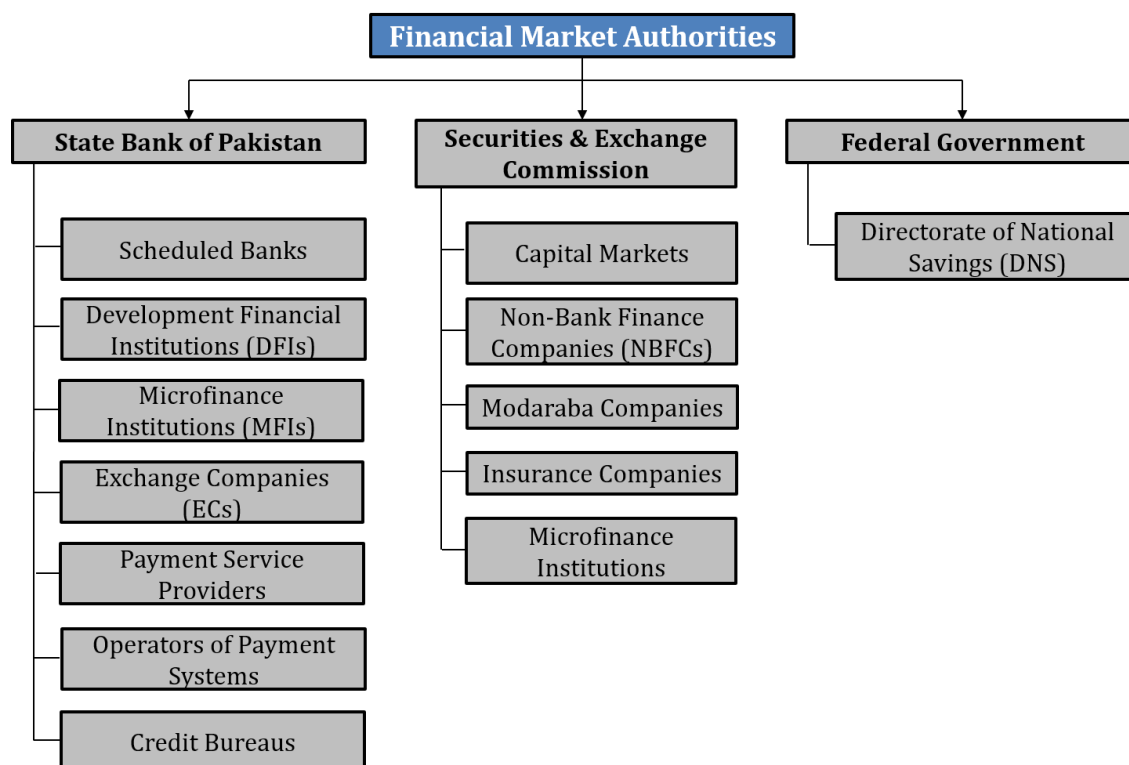 Financial Market Authorities
State Bank of Pakistan
Scheduled Banks
Development Financial
Institutions (DFIs)
Microfinance
Institutions (MFIs)
Exchange Companies
(ECs)
Payment Service
Providers
Operators of Payment
Systems
Credit Bureaus
Securities & Exchange
Commission
Capital Markets
Non-Bank Finance
Companies (NBFCs)
Modaraba Companies
Insurance Companies
Microfinance
Institutions
Federal Government
Directorate of National
Savings (DNS)